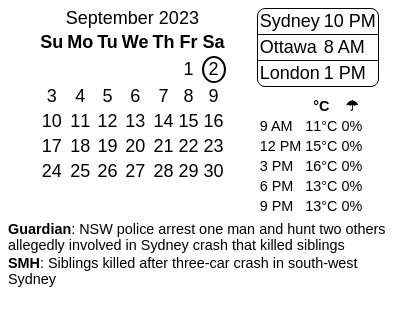 September 2023
Su Mo Tu We Th Fr Sa
1 2
3 4 5 6 7 8 9
10 11 12 13 14 15 16
17 18 19 20 21 22 23
24 25 26 27 28 29 30
Sydney 10 PM
Ottawa 8 AM
London 1 PM
°C ☂
9 AM 11°C 0%
12 PM 15°C 0%
3 PM 16°C 0%
6 PM 13°C 0%
9 PM 13°C 0%
Guardian: NSW police arrest one man and hunt two others
allegedly involved in Sydney crash that killed siblings
SMH: Siblings killed after three-car crash in south-west
Sydney